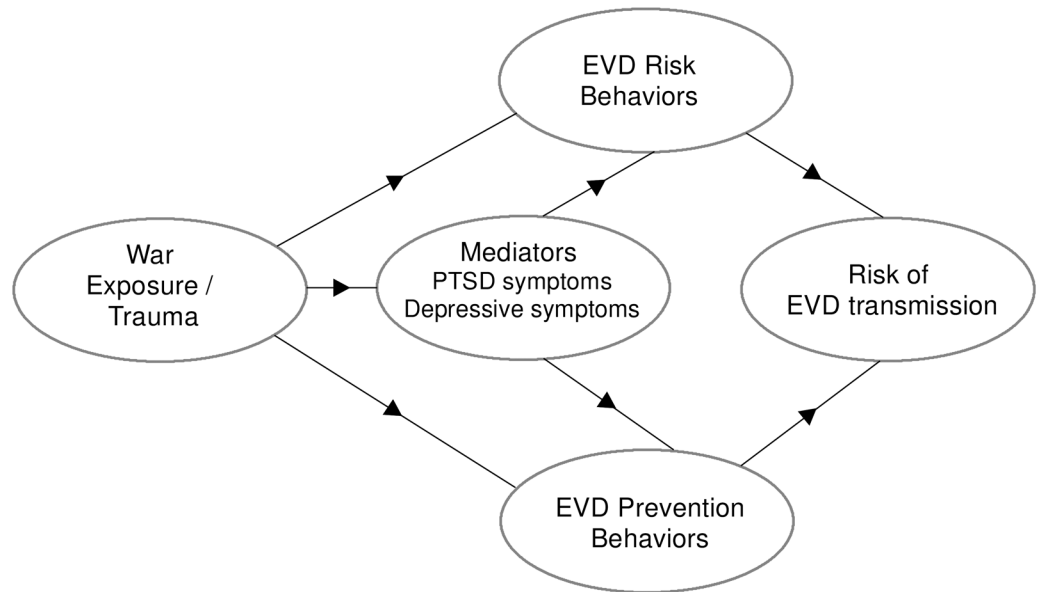 EVD Risk
Behaviors
War
Exposure /
Trauma
Mediators
PTSD symptoms
Depressive symptoms
Risk of
EVD transmission
EVD Prevention
Behaviors